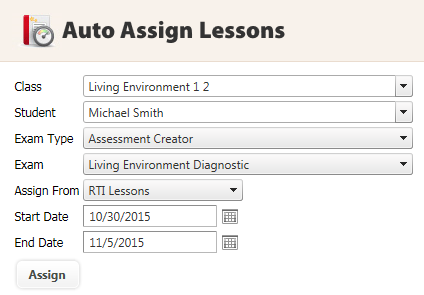 Auto Assign Lessons
Class Living Environment 1 2
Student Michael Smith
Exam Type Assessment Creator
Exam Living Environment Diagnostic
Assign From RTI Lessons
Start Date 10/30/2015
End Date 11/5/2015
Assign